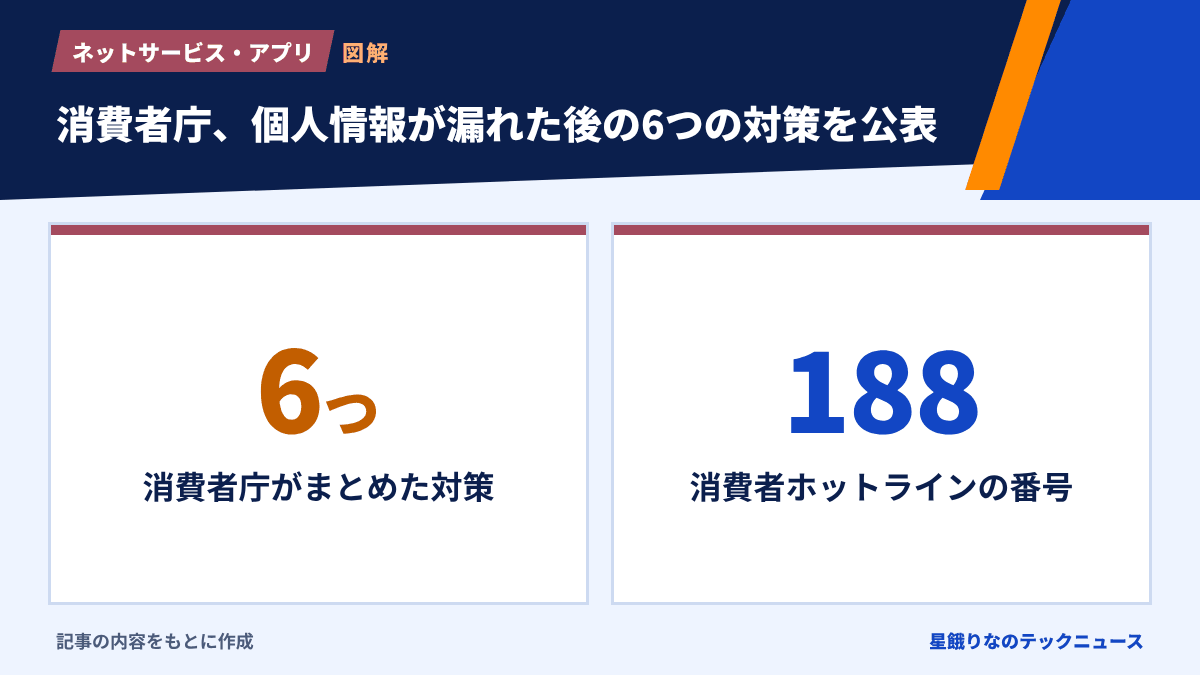 ネットサービス・アプリ 図解
消費者庁、個人情報が漏れた後の6つの対策を公表
6つ
消費者庁がまとめた対策
188
消費者ホットラインの番号
記事の内容をもとに作成
星餓りなのテックニュース